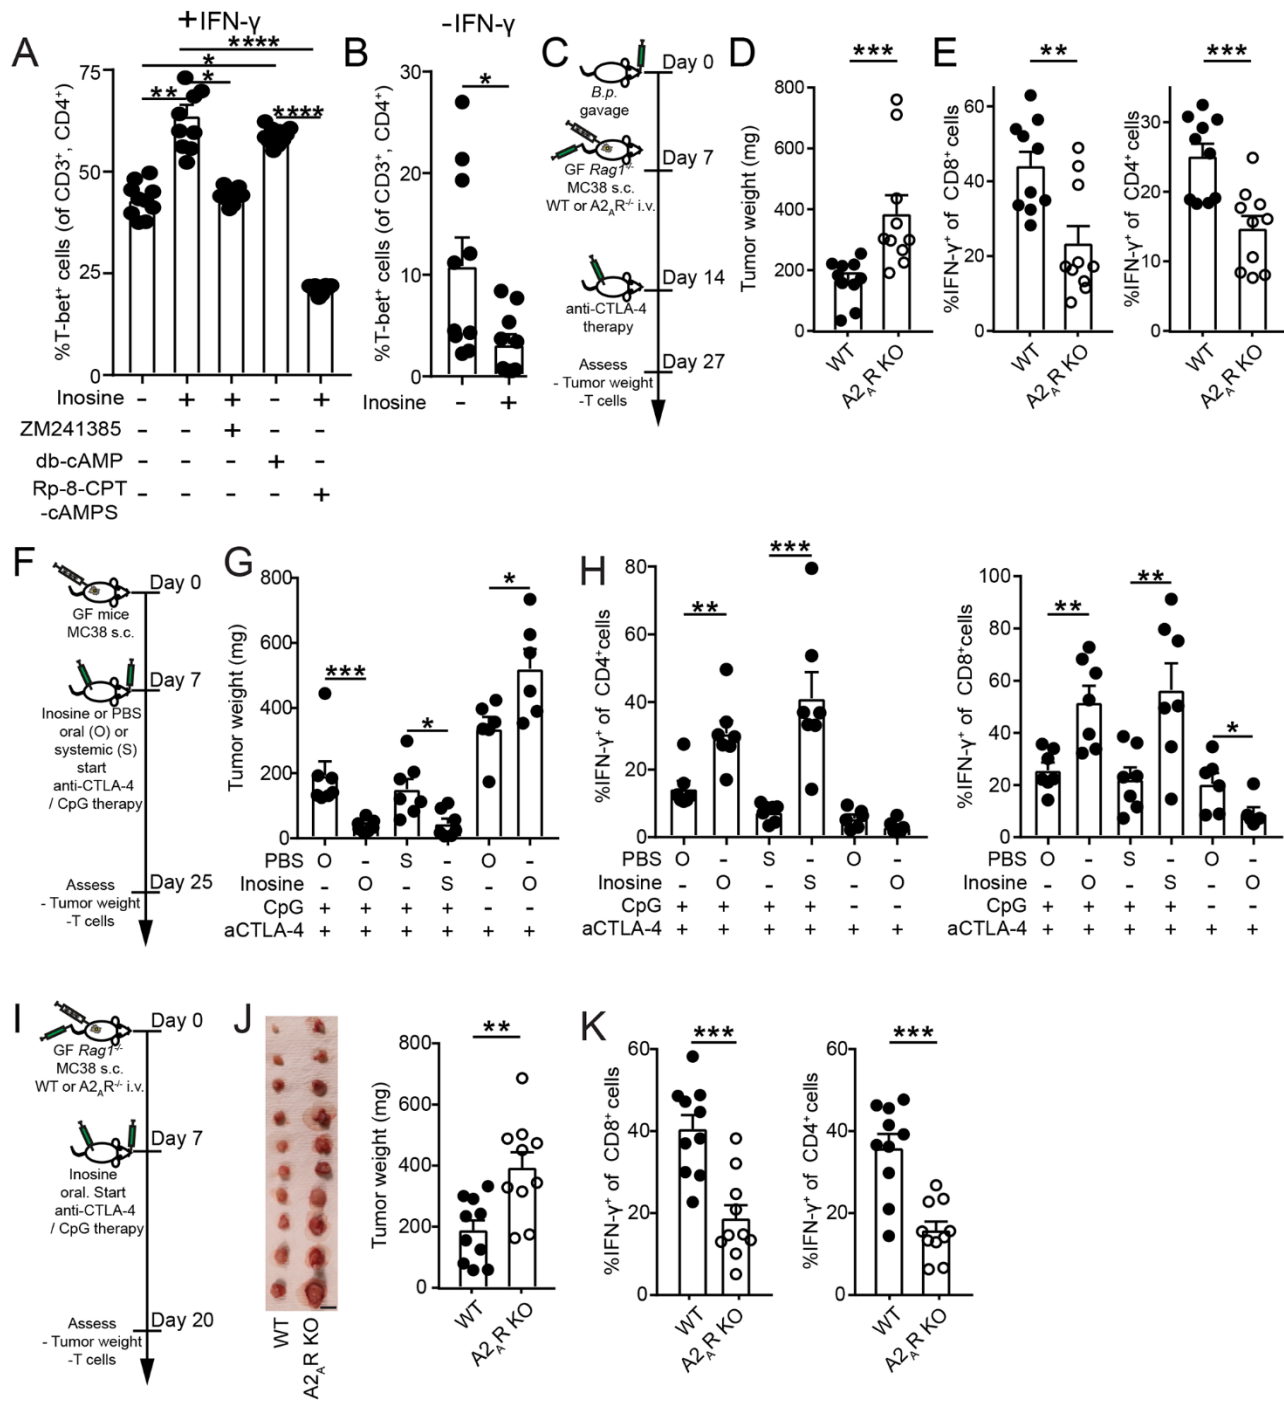 A
+IFN-γ
****
*
**
*
****
%T-bet⁺ cells (of CD3⁺, CD4⁺)
75
50
25
0
Inosine - + + - +
ZM241385 - - + - -
db-cAMP - - - + -
Rp-8-CPT - - - - +
-cAMPS
B
-IFN-γ
*
%T-bet⁺ cells (of CD3⁺, CD4⁺)
30
20
10
0
Inosine - +
C
Day 0
B.p.
gavage
Day 7
GF Rag1⁻/⁻
MC38 s.c.
WT or A2AR⁻/⁻ i.v.
Day 14
anti-CTLA-4
therapy
Assess
- Tumor weight
-T cells
Day 27
D
***
Tumor weight (mg)
800
600
400
200
0
WT
A2AR KO
E
**
%IFN-γ⁺ of CD8⁺ cells
60
40
20
0
WT
A2AR KO
***
%IFN-γ⁺ of CD4⁺ cells
30
20
10
0
WT
A2AR KO
F
Day 0
GF mice
MC38 s.c.
Day 7
Inosine or PBS
oral (O) or
systemic (S)
start
anti-CTLA-4
/ CpG therapy
Assess
- Tumor weight
-T cells
Day 25
G
***
*
*
Tumor weight (mg)
800
600
400
200
0
PBS O - S - O -
Inosine - O - S - O
CpG + + + + - -
aCTLA-4 + + + + + +
H
**
***
%IFN-γ⁺ of CD4⁺cells
80
60
40
20
0
PBS O - S - O -
Inosine - O - S - O
CpG + + + + - -
aCTLA-4 + + + + + +
**
**
*
%IFN-γ⁺ of CD8⁺cells
100
80
60
40
20
0
PBS O - S - O -
Inosine - O - S - O
CpG + + + + - -
aCTLA-4 + + + + + +
I
Day 0
GF Rag1⁻/⁻
MC38 s.c.
WT or A2AR⁻/⁻ i.v.
Day 7
Inosine
oral. Start
anti-CTLA-4
/ CpG therapy
Assess
- Tumor weight
-T cells
Day 20
J
WT
A2AR KO
**
Tumor weight (mg)
800
600
400
200
0
WT
A2AR KO
K
***
%IFN-γ⁺ of CD8⁺ cells
60
40
20
0
WT
A2AR KO
***
%IFN-γ⁺ of CD4⁺ cells
60
40
20
0
WT
A2AR KO